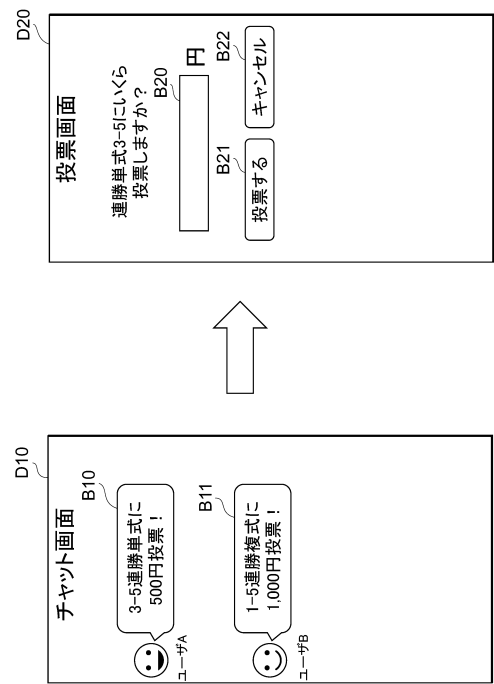 D10
チャット画面
B10
3-5連勝単式に
500円投票！
ユーザA
B11
1-5連勝複式に
1,000円投票！
ユーザB
D20
投票画面
連勝単式3-5にいくら
投票しますか？
B20
円
B21
投票する
B22
キャンセル